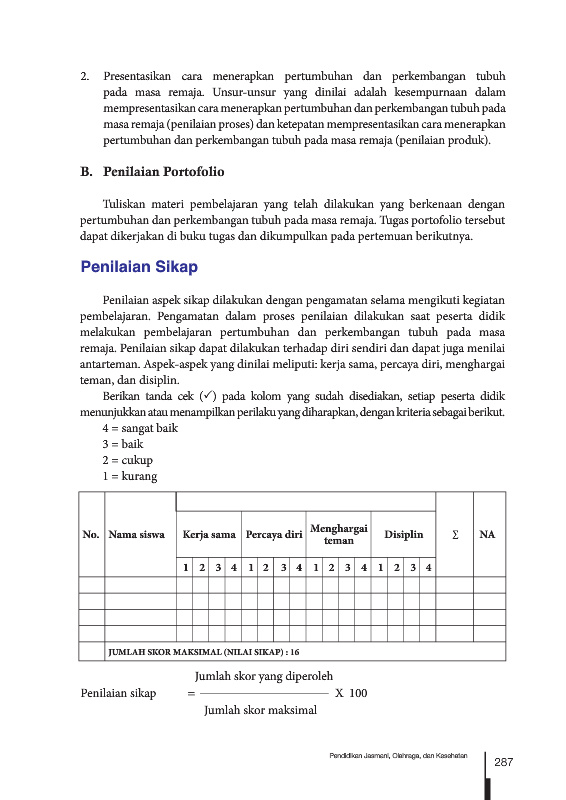 2. Presentasikan cara menerapkan pertumbuhan dan perkembangan tubuh
pada masa remaja. Unsur-unsur yang dinilai adalah kesempurnaan dalam
mempresentasikan cara menerapkan pertumbuhan dan perkembangan tubuh pada
masa remaja (penilaian proses) dan ketepatan mempresentasikan cara menerapkan
pertumbuhan dan perkembangan tubuh pada masa remaja (penilaian produk).
B. Penilaian Portofolio
Tuliskan materi pembelajaran yang telah dilakukan yang berkenaan dengan
pertumbuhan dan perkembangan tubuh pada masa remaja. Tugas portofolio tersebut
dapat dikerjakan di buku tugas dan dikumpulkan pada pertemuan berikutnya.
Penilaian Sikap
Penilaian aspek sikap dilakukan dengan pengamatan selama mengikuti kegiatan
pembelajaran. Pengamatan dalam proses penilaian dilakukan saat peserta didik
melakukan pembelajaran pertumbuhan dan perkembangan tubuh pada masa
remaja. Penilaian sikap dapat dilakukan terhadap diri sendiri dan dapat juga menilai
antarteman. Aspek-aspek yang dinilai meliputi: kerja sama, percaya diri, menghargai
teman, dan disiplin.
Berikan tanda cek (✓) pada kolom yang sudah disediakan, setiap peserta didik
menunjukkan atau menampilkan perilaku yang diharapkan, dengan kriteria sebagai berikut.
4 = sangat baik
3 = baik
2 = cukup
1 = kurang
No. Nama siswa Kerja sama Percaya diri Menghargai teman Disiplin Σ NA
1 2 3 4 1 2 3 4 1 2 3 4 1 2 3 4
JUMLAH SKOR MAKSIMAL (NILAI SIKAP) : 16
Jumlah skor yang diperoleh
Penilaian sikap = X 100
Jumlah skor maksimal
Pendidikan Jasmani, Olahraga, dan Kesehatan 287